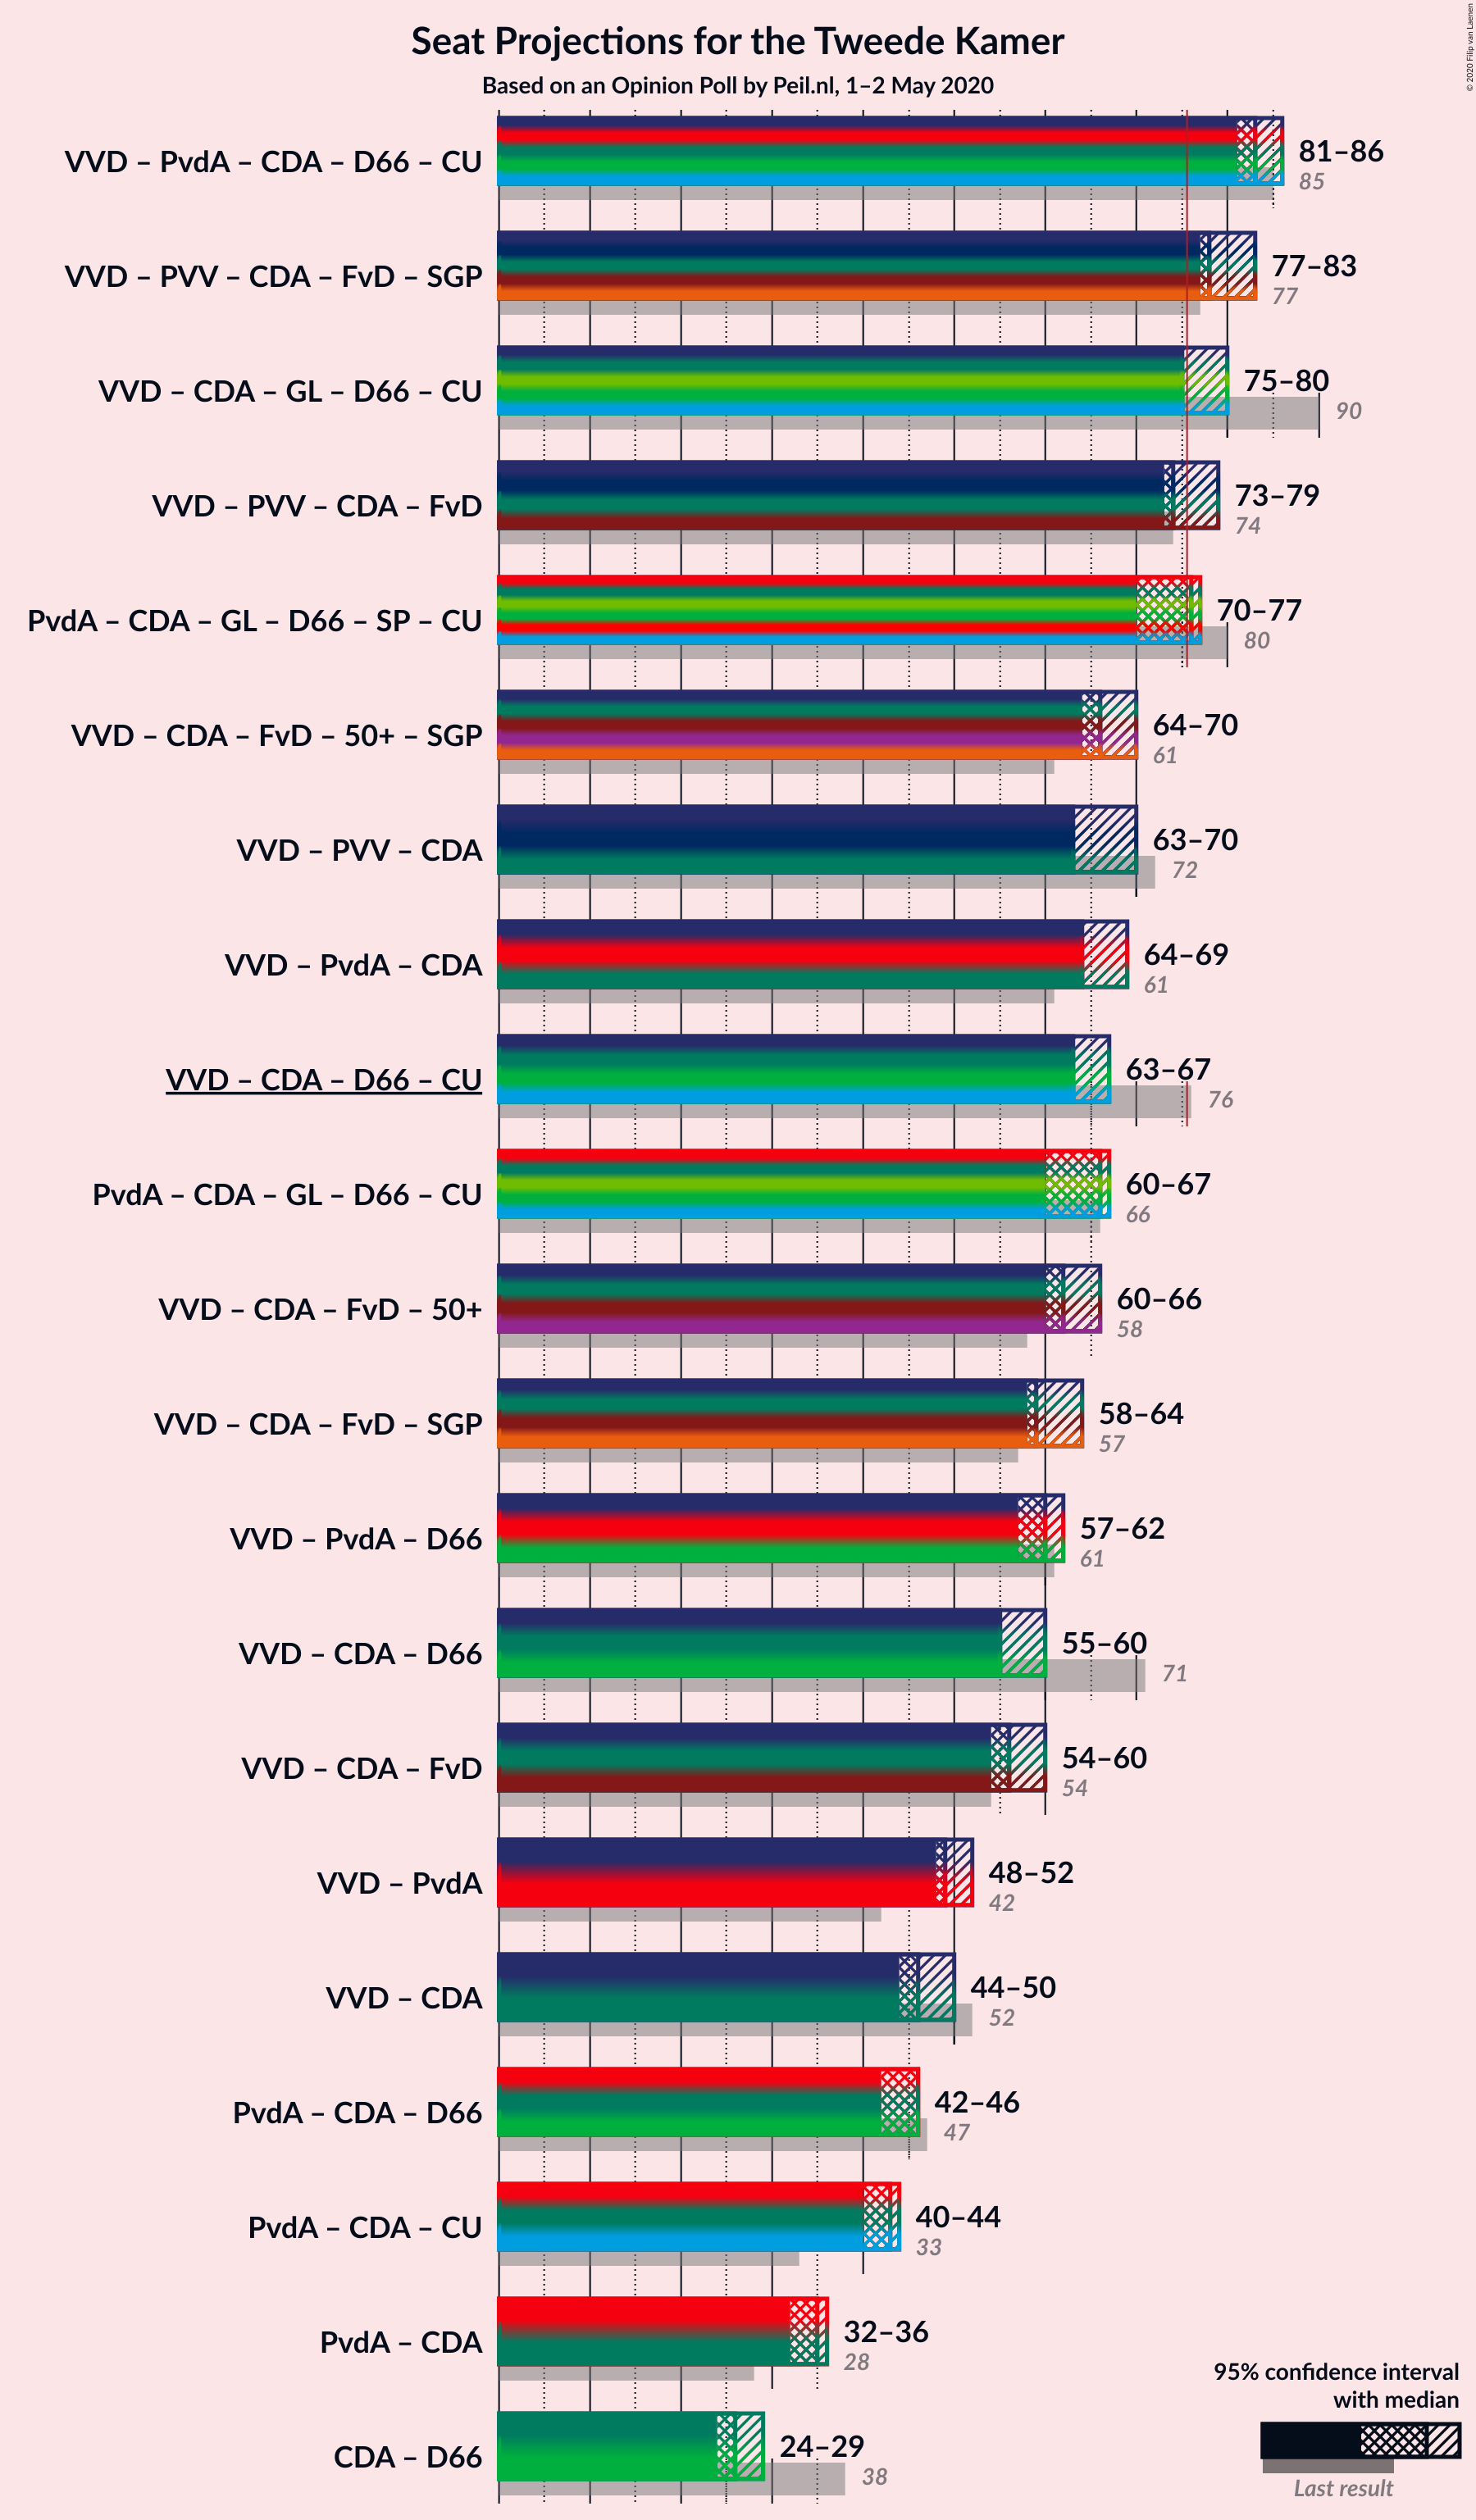 Seat Projections for the Tweede Kamer
Based on an Opinion Poll by Peil.nl, 1–2 May 2020
© 2020 Filip van Laenen
VVD – PvdA – CDA – D66 – CU
81–86
85
VVD – PVV – CDA – FvD – SGP
77–83
77
VVD – CDA – GL – D66 – CU
75–80
90
VVD – PVV – CDA – FvD
73–79
74
PvdA – CDA – GL – D66 – SP – CU
70–77
80
VVD – CDA – FvD – 50+ – SGP
64–70
61
VVD – PVV – CDA
63–70
72
VVD – PvdA – CDA
64–69
61
VVD – CDA – D66 – CU
63–67
76
PvdA – CDA – GL – D66 – CU
60–67
66
VVD – CDA – FvD – 50+
60–66
58
VVD – CDA – FvD – SGP
58–64
57
VVD – PvdA – D66
57–62
61
VVD – CDA – D66
55–60
71
VVD – CDA – FvD
54–60
54
VVD – PvdA
48–52
42
VVD – CDA
44–50
52
PvdA – CDA – D66
42–46
47
PvdA – CDA – CU
40–44
33
PvdA – CDA
32–36
28
CDA – D66
24–29
38
95% confidence interval
with median
Last result